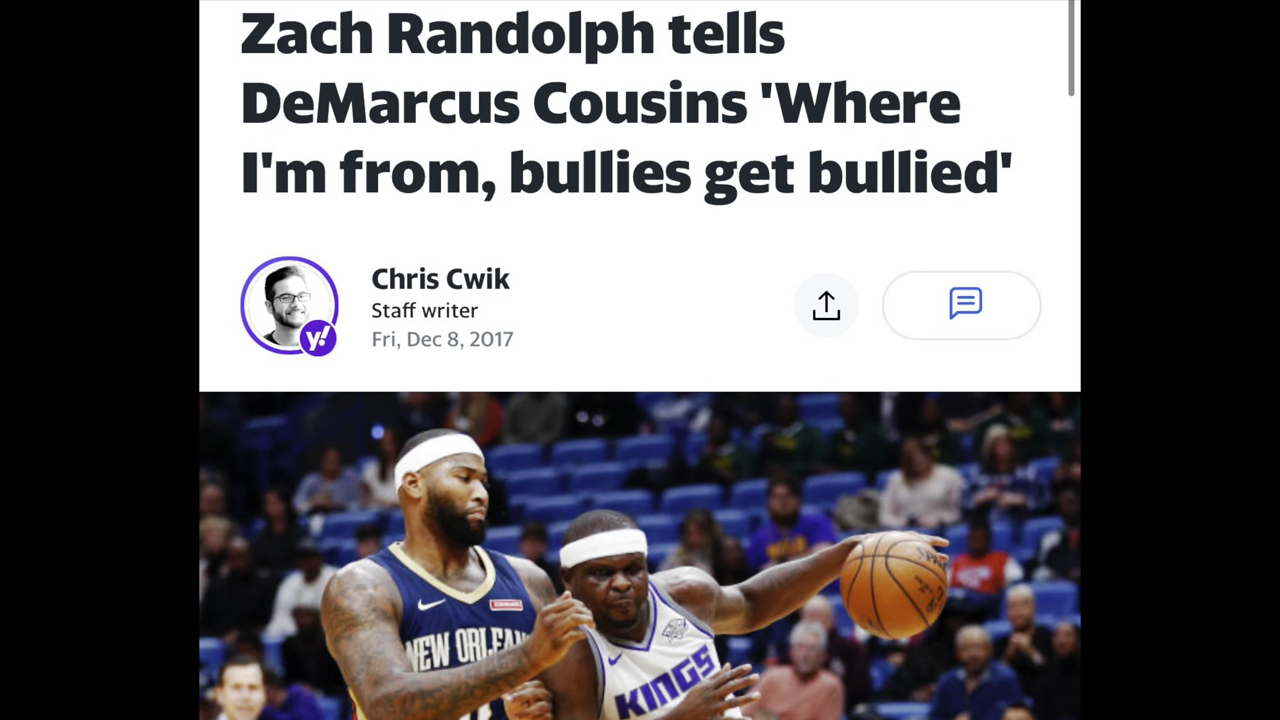 Zach Randolph tells
DeMarcus Cousins 'Where
I'm from, bullies get bullied'
Chris Cwik
Staff writer
y!
Fri, Dec 8, 2017
NEW ORLEAN
KINGS